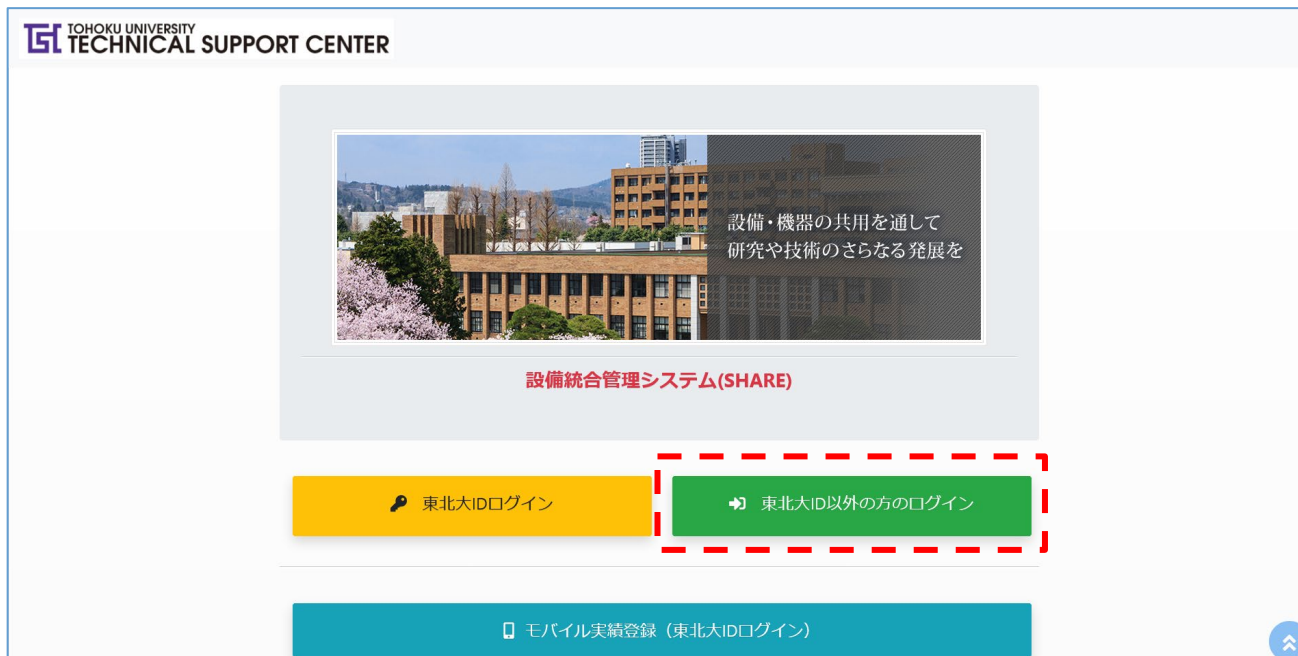 TOHOKU UNIVERSITY
TECHNICAL SUPPORT CENTER
設備・機器の共用を通して
研究や技術のさらなる発展を
設備統合管理システム(SHARE)
東北大IDログイン
東北大ID以外の方のログイン
モバイル実績登録（東北大IDログイン）